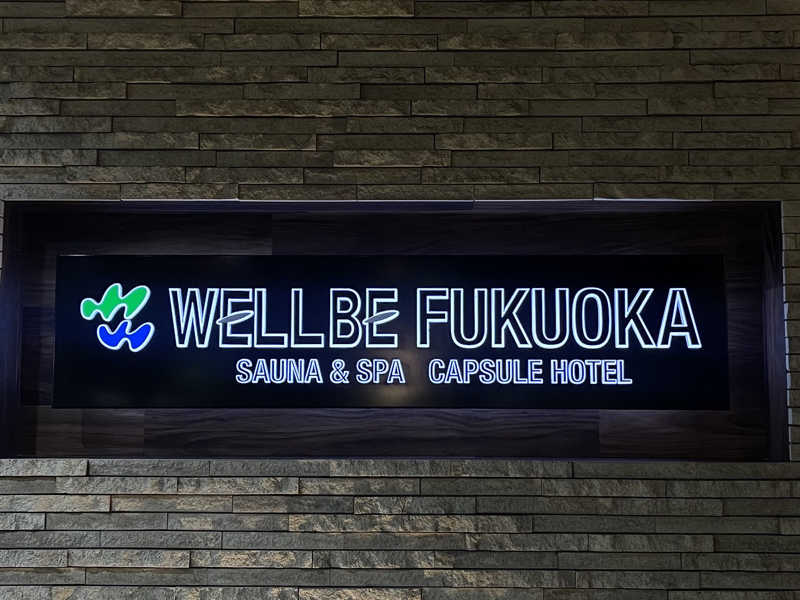 WELLBE FUKUOKA
SAUNA & SPA CAPSULE HOTEL